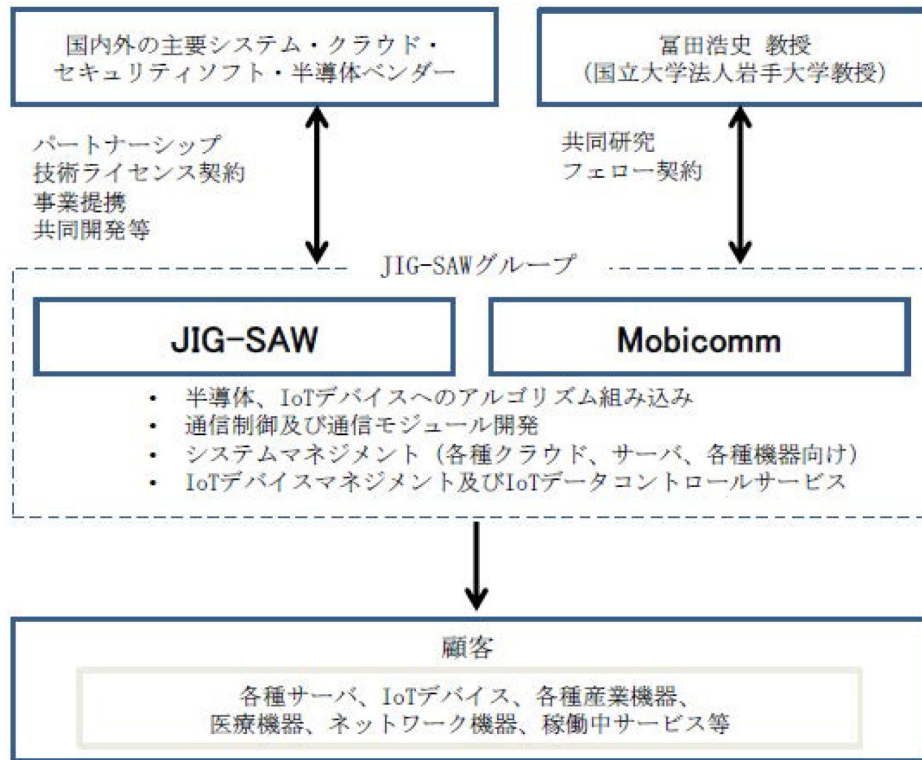 国内外の主要システム・クラウド・
セキュリティソフト・半導体ベンダー
冨田浩史 教授
(国立大学法人岩手大学教授)
パートナーシップ
技術ライセンス契約
事業提携
共同開発等
共同研究
フェロー契約
JIG-SAWグループ
JIG-SAW
Mobicomm
• 半導体、IoTデバイスへのアルゴリズム組み込み
• 通信制御及び通信モジュール開発
• システムマネジメント（各種クラウド、サーバ、各種機器向け）
• IoTデバイスマネジメント及びIoTデータコントロールサービス
顧客
各種サーバ、IoTデバイス、各種産業機器、
医療機器、ネットワーク機器、稼働中サービス等